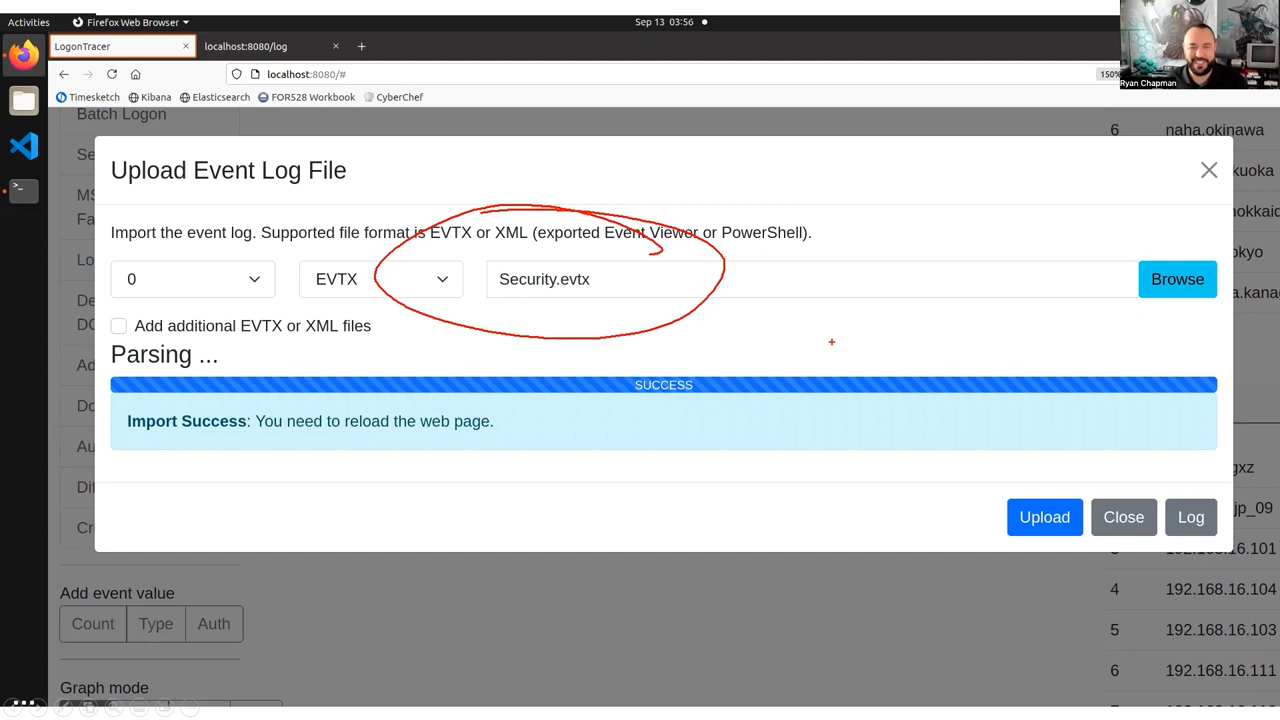 Activities
Firefox Web Browser
Sep 13 03:56
LogonTracer
localhost:8080/log
localhost:8080/#
150%
Ryan Chapman
Timesketch
Kibana
Elasticsearch
FOR528 Workbook
CyberChef
Batch Logon
6 naha.okinawa
Upload Event Log File
Import the event log. Supported file format is EVTX or XML (exported Event Viewer or PowerShell).
0
EVTX
Security.evtx
Browse
Add additional EVTX or XML files
Parsing ...
SUCCESS
Import Success: You need to reload the web page.
Upload
Close
Log
jp_09
192.168.16.101
Add event value
4 192.168.16.104
Count
Type
Auth
5 192.168.16.103
6 192.168.16.111
Graph mode